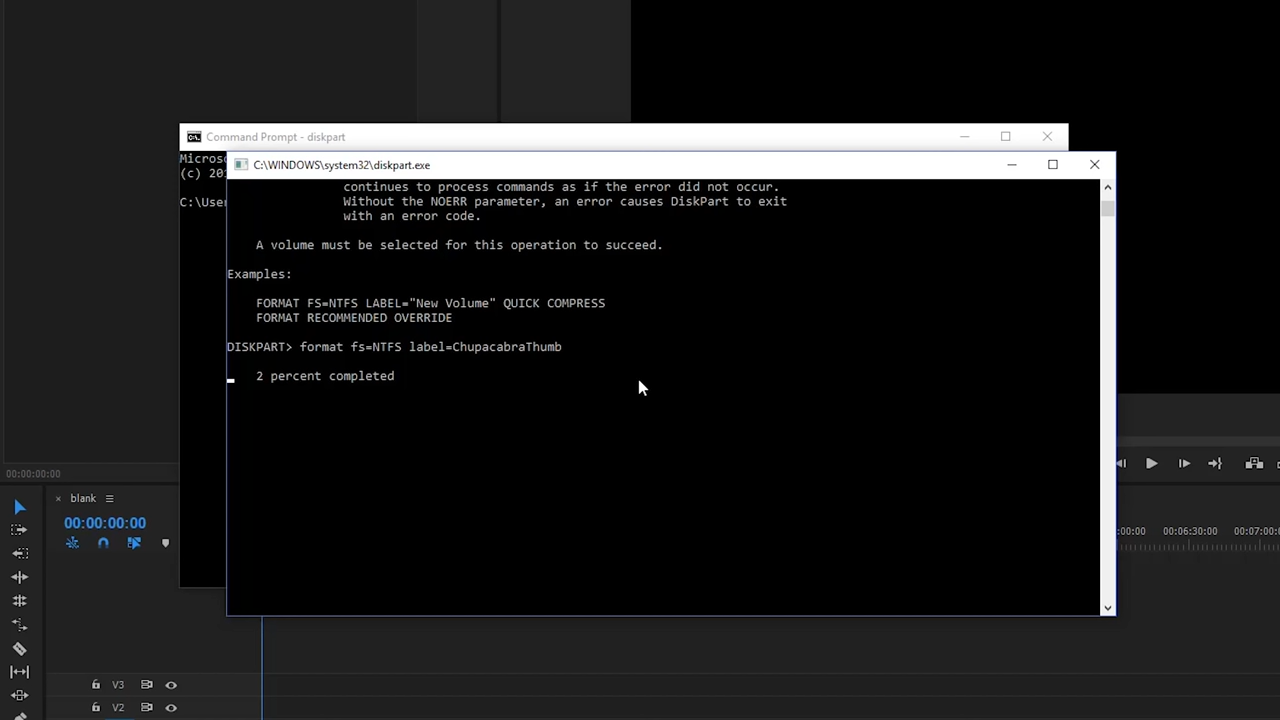 Command Prompt - diskpart
Microso
(c) 201
C:\User
C:\WINDOWS\system32\diskpart.exe
continues to process commands as if the error did not occur.
Without the NOERR parameter, an error causes DiskPart to exit
with an error code.
A volume must be selected for this operation to succeed.
Examples:
FORMAT FS=NTFS LABEL="New Volume" QUICK COMPRESS
FORMAT RECOMMENDED OVERRIDE
DISKPART> format fs=NTFS label=ChupacabraThumb
2 percent completed
00:00:00:00
blank
00:00:00:00
:00:00
00:06:30:00
00:07:00:0
V3
V2